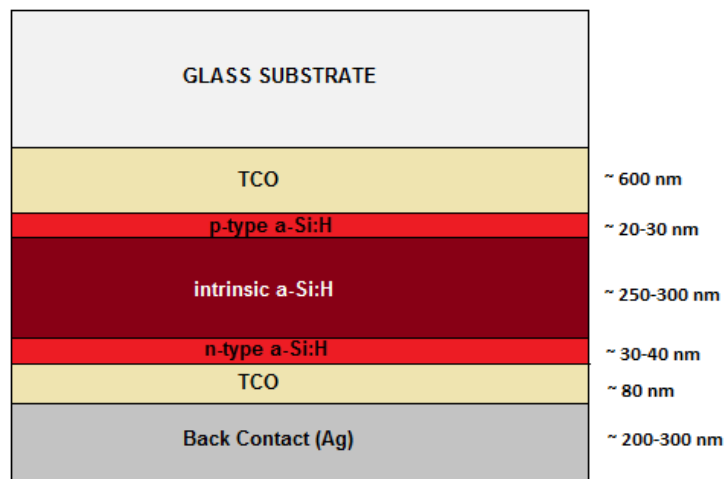 GLASS SUBSTRATE
TCO
~ 600 nm
p-type a-Si:H
~ 20-30 nm
intrinsic a-Si:H
~ 250-300 nm
n-type a-Si:H
~ 30-40 nm
TCO
~ 80 nm
Back Contact (Ag)
~ 200-300 nm